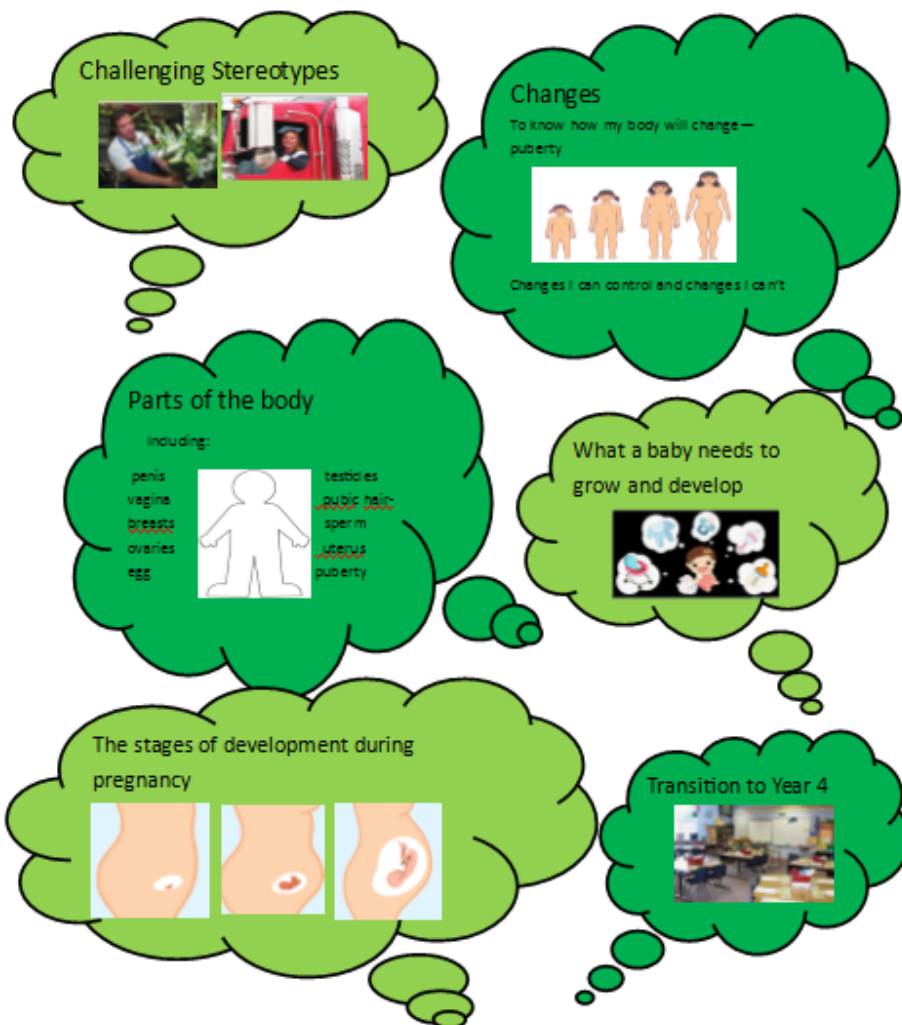 Challenging Stereotypes
Changes
To know how my body will change—
puberty
Changes I can control and changes I can't
Parts of the body
Including:
penis
vagina
breasts
ovaries
egg
testicles
pubic hair-
sperm
uterus
puberty
What a baby needs to
grow and develop
The stages of development during
pregnancy
Transition to Year 4